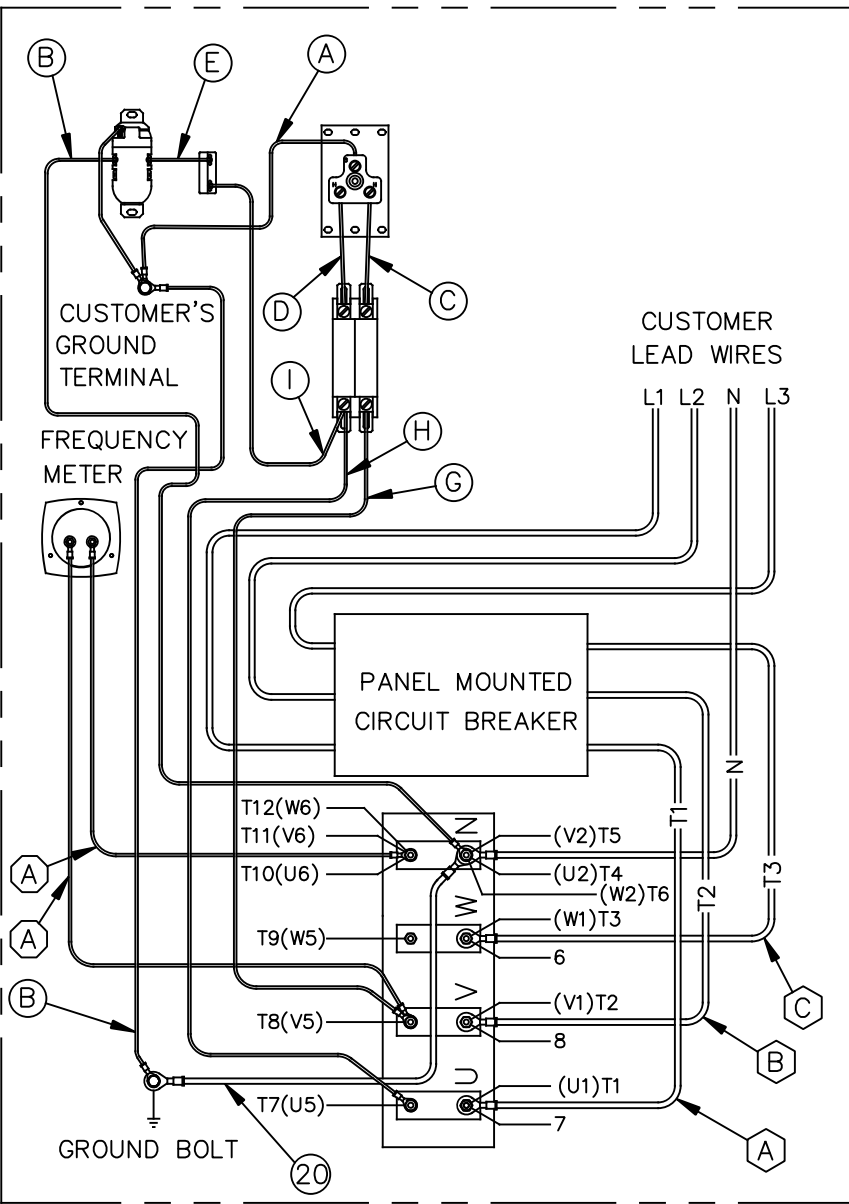 B
E
A
D
C
CUSTOMER'S
GROUND
TERMINAL
CUSTOMER
LEAD WIRES
I
L1 L2 N L3
H
FREQUENCY
METER
G
PANEL MOUNTED
CIRCUIT BREAKER
N
T1
T2
T3
T12(W6)
T11(V6)
T10(U6)
N
(V2)T5
(U2)T4
(W2)T6
A
A
W
T9(W5)
(W1)T3
6
B
C
V
T8(V5)
(V1)T2
8
B
U
T7(U5)
(U1)T1
7
A
GROUND BOLT
20